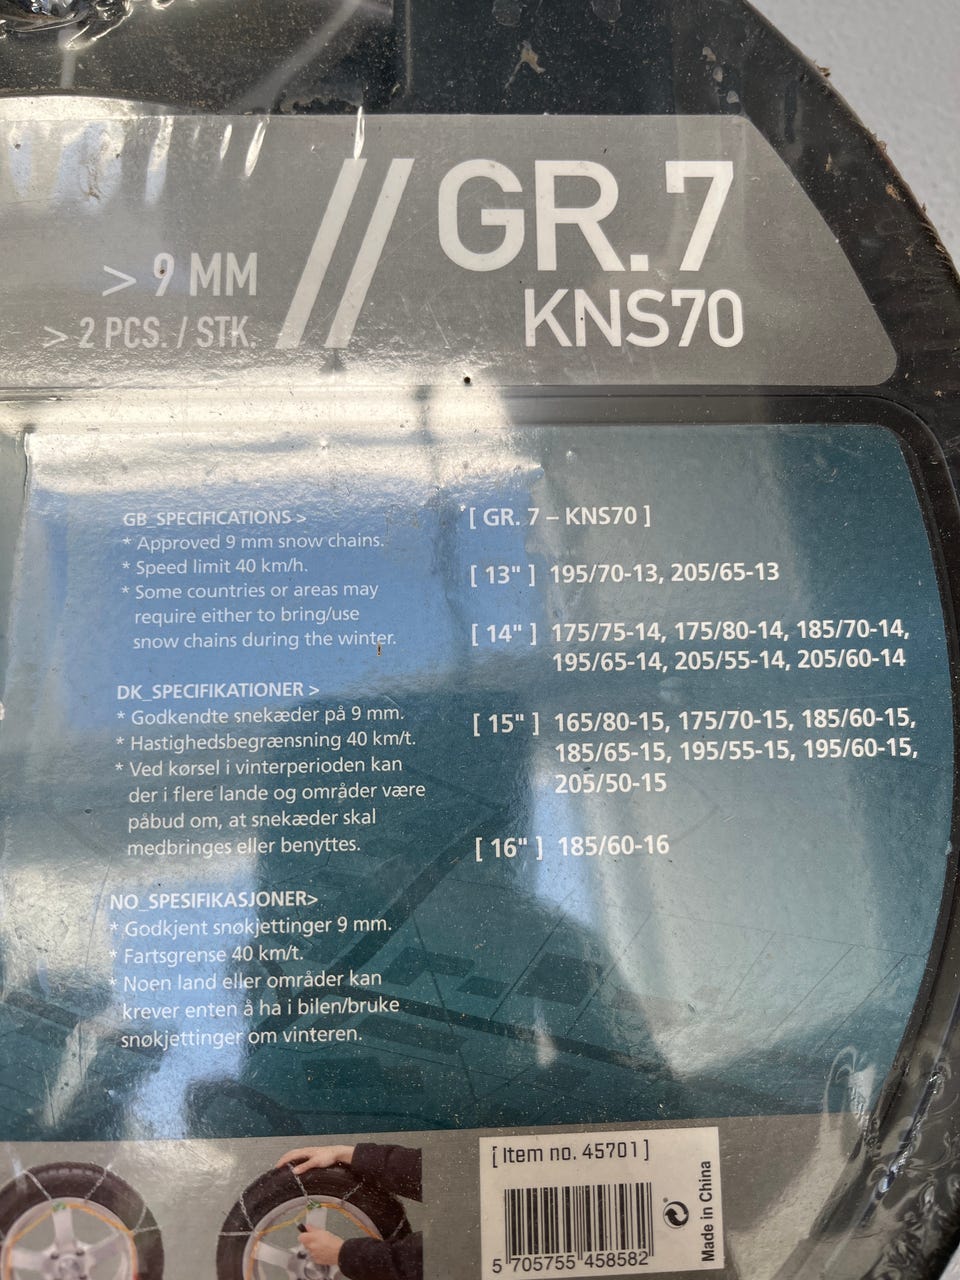 > 9 MM
> 2 PCS. / STK.
// GR.7
KNS70
GB_SPECIFICATIONS >
* Approved 9 mm snow chains.
* Speed limit 40 km/h.
* Some countries or areas may
require either to bring/use
snow chains during the winter.
DK_SPECIFIKATIONER >
* Godkendte snekæder på 9 mm.
* Hastighedsbegrænsning 40 km/t.
* Ved kørsel i vinterperioden kan
der i flere lande og områder være
påbud om, at snekæder skal
medbringes eller benyttes.
NO_SPESIFIKASJONER>
* Godkjent snøkjettinger 9 mm.
* Fartsgrense 40 km/t.
* Noen land eller områder kan
krever enten å ha i bilen/bruke
snøkjettinger om vinteren.
[ GR. 7 – KNS70 ]
[ 13" ] 195/70-13, 205/65-13
[ 14" ] 175/75-14, 175/80-14, 185/70-14,
195/65-14, 205/55-14, 205/60-14
[ 15" ] 165/80-15, 175/70-15, 185/60-15,
185/65-15, 195/55-15, 195/60-15,
205/50-15
[ 16" ] 185/60-16
[ Item no. 45701 ]
5 705755 458582
Made in China